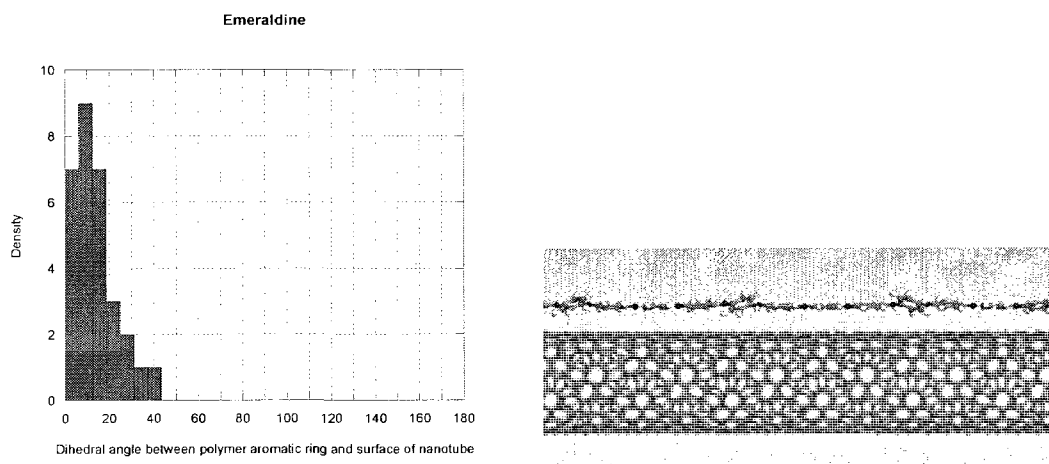 Emeraldine
10
8
6
4
2
0
Density
0 20 40 60 80 100 120 140 160 180
Dihedral angle between polymer aromatic ring and surface of nanotube